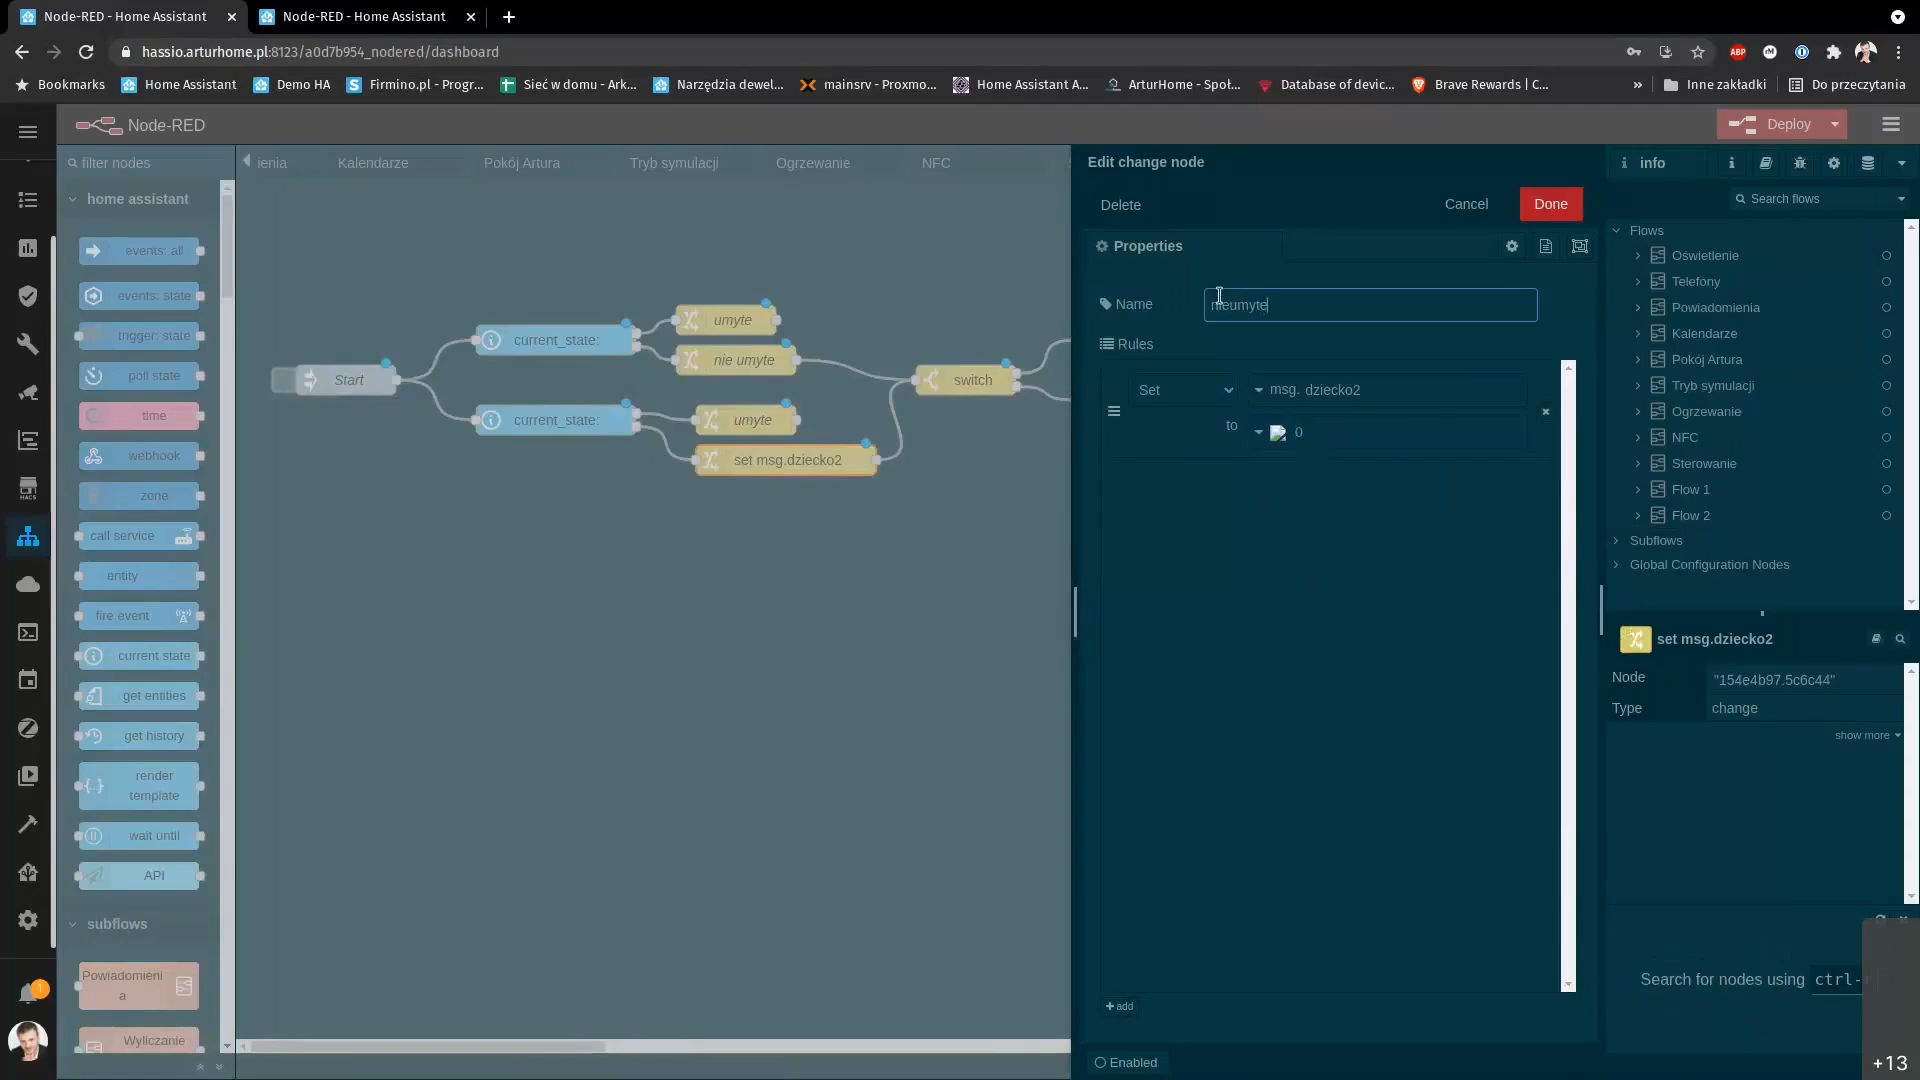 Node-RED - Home Assistant
Node-RED - Home Assistant
hassio.arturhome.pl:8123/a0d7b954_nodered/dashboard
ABP
Bookmarks
Home Assistant
Demo HA
Firmino.pl - Progr...
Sieć w domu - Ark...
Narzędzia dewel...
mainsrv - Proxmo...
Home Assistant A...
ArturHome - Społ...
Database of devic...
Brave Rewards | C...
»
Inne zakładki
Do przeczytania
Node-RED
Deploy
filter nodes
home assistant
events: all
events: state
trigger: state
poll state
time
webhook
zone
call service
entity
fire event
current state
get entities
get history
render
template
wait until
API
subflows
Powiadomieni
a
Wyliczanie
HACS
1
ienia
Kalendarze
Pokój Artura
Tryb symulacji
Ogrzewanie
NFC
Start
current_state:
umyte
nie umyte
switch
current_state:
umyte
set msg.dziecko2
Edit change node
Delete
Cancel
Done
Properties
Name
nieumyte
Rules
Set
msg. dziecko2
to
0
add
Enabled
info
Search flows
Flows
Oświetlenie
Telefony
Powiadomienia
Kalendarze
Pokój Artura
Tryb symulacji
Ogrzewanie
NFC
Sterowanie
Flow 1
Flow 2
Subflows
Global Configuration Nodes
set msg.dziecko2
Node
"154e4b97.5c6c44"
Type
change
show more
Search for nodes using ctrl-
+13